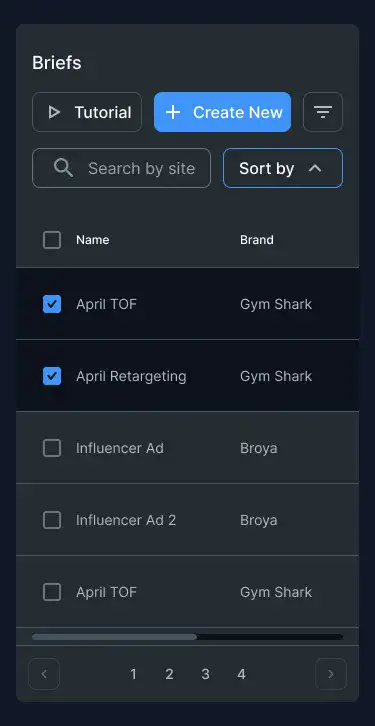 Briefs
Tutorial
Create New
Search by site
Sort by
Name Brand
April TOF Gym Shark
April Retargeting Gym Shark
Influencer Ad Broya
Influencer Ad 2 Broya
April TOF Gym Shark
1 2 3 4